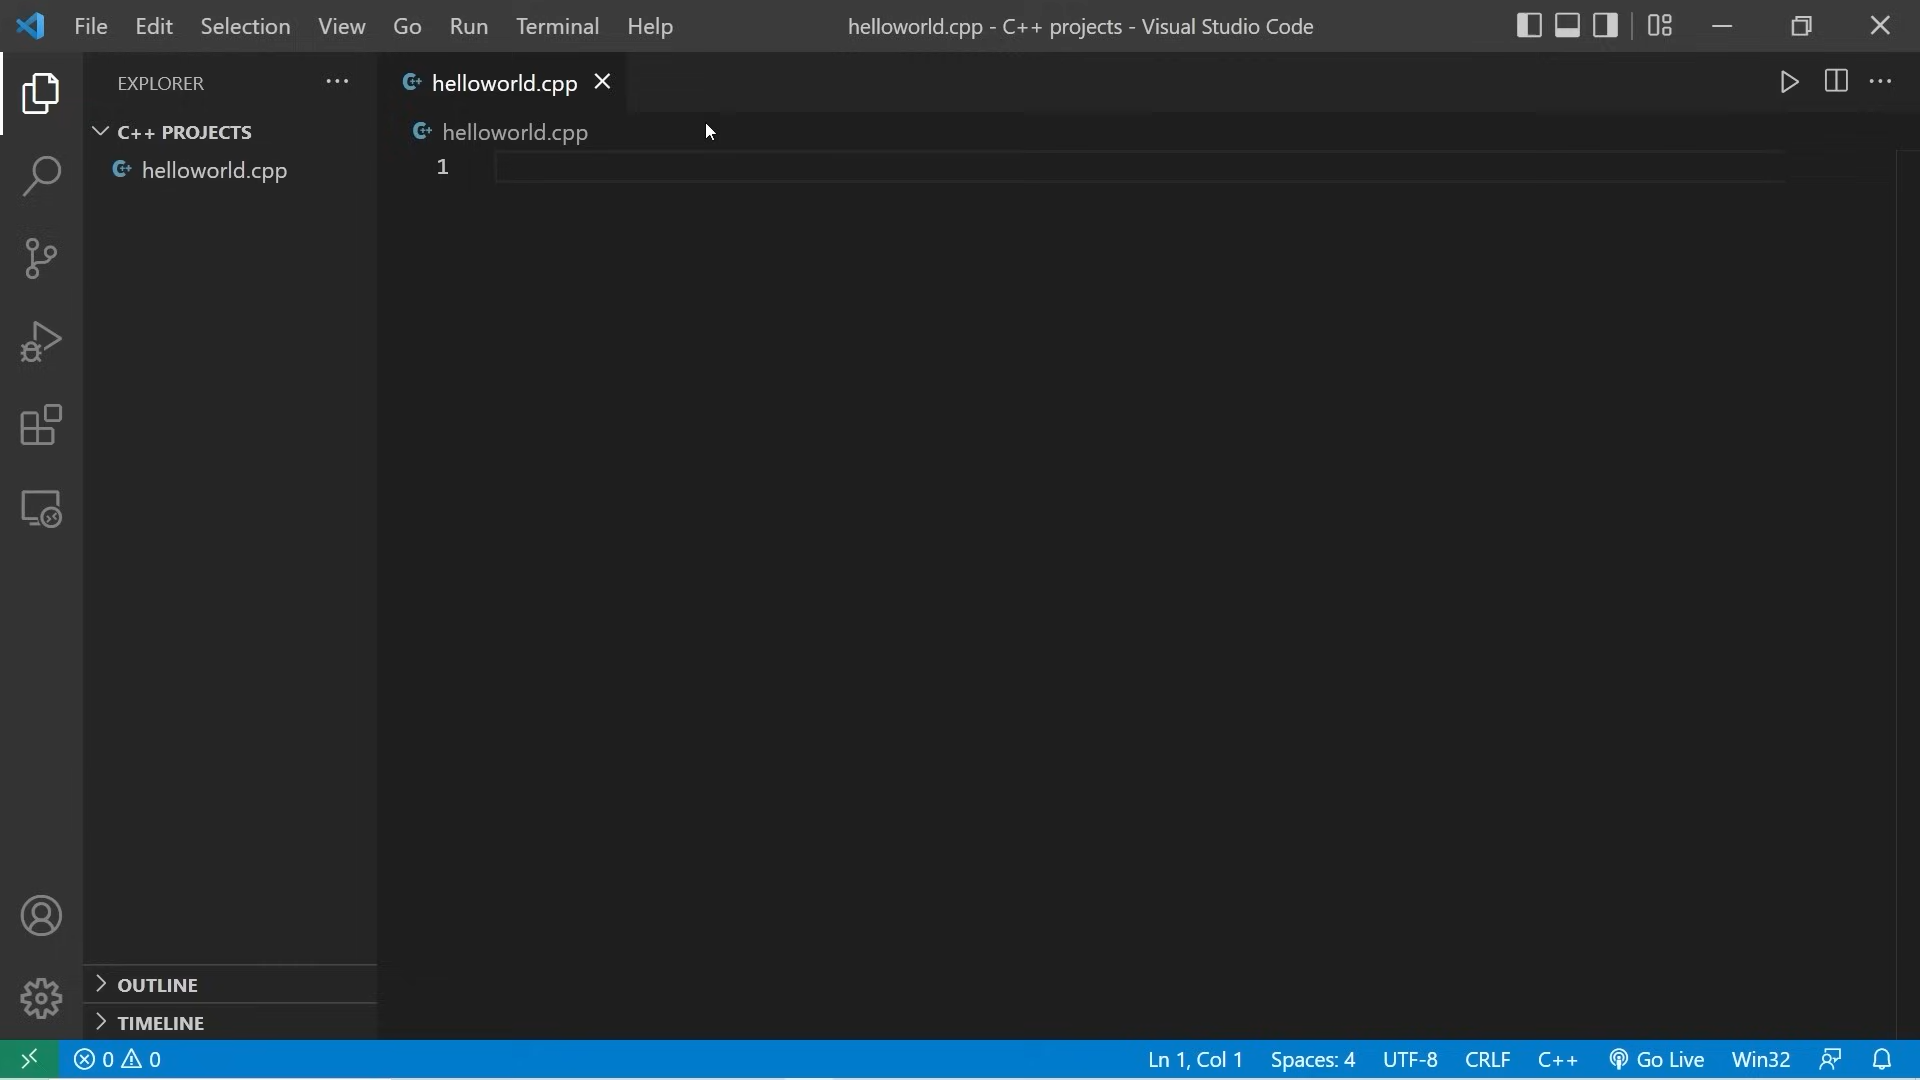 File Edit Selection View Go Run Terminal Help
helloworld.cpp - C++ projects - Visual Studio Code
EXPLORER
C++ PROJECTS
helloworld.cpp
helloworld.cpp
helloworld.cpp
1
OUTLINE
TIMELINE
0 0
Ln 1, Col 1 Spaces: 4 UTF-8 CRLF C++ Go Live Win32